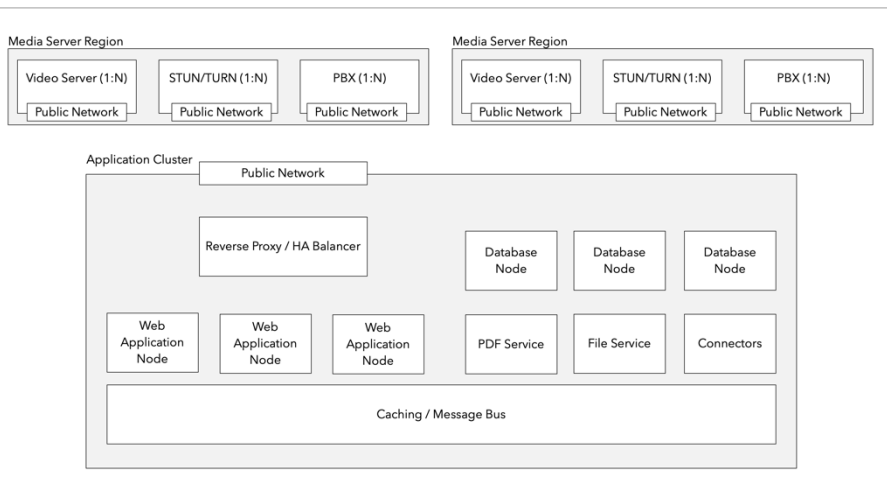 Media Server Region
Video Server (1:N)
Public Network
STUN/TURN (1:N)
Public Network
PBX (1:N)
Public Network
Media Server Region
Video Server (1:N)
Public Network
STUN/TURN (1:N)
Public Network
PBX (1:N)
Public Network
Application Cluster
Public Network
Reverse Proxy / HA Balancer
Database
Node
Database
Node
Database
Node
Web
Application
Node
Web
Application
Node
Web
Application
Node
PDF Service
File Service
Connectors
Caching / Message Bus